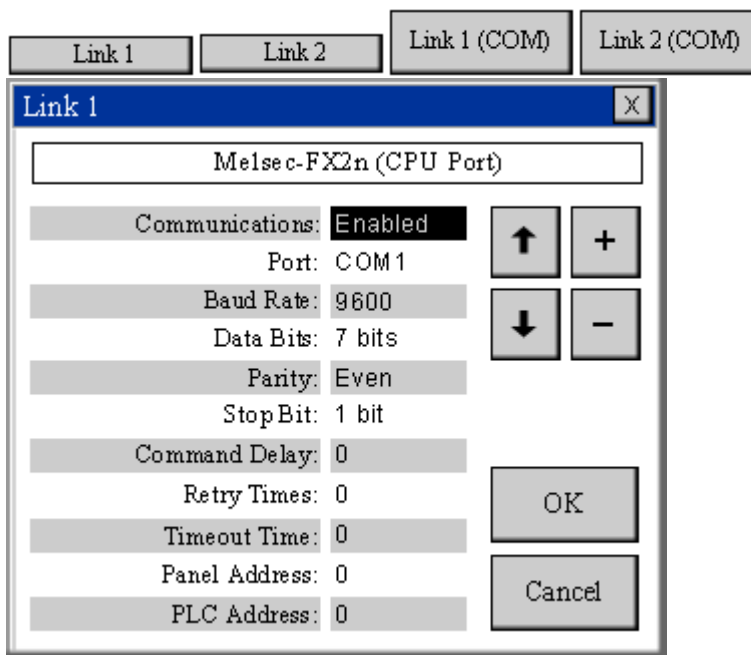 Link 1 Link 2 Link 1 (COM) Link 2 (COM)
Link 1 X
Melsec-FX2n (CPU Port)
Communications: Enabled
Port: COM1
Baud Rate: 9600
Data Bits: 7 bits
Parity: Even
Stop Bit: 1 bit
Command Delay: 0
Retry Times: 0
Timeout Time: 0
Panel Address: 0
PLC Address: 0
+
−
OK
Cancel